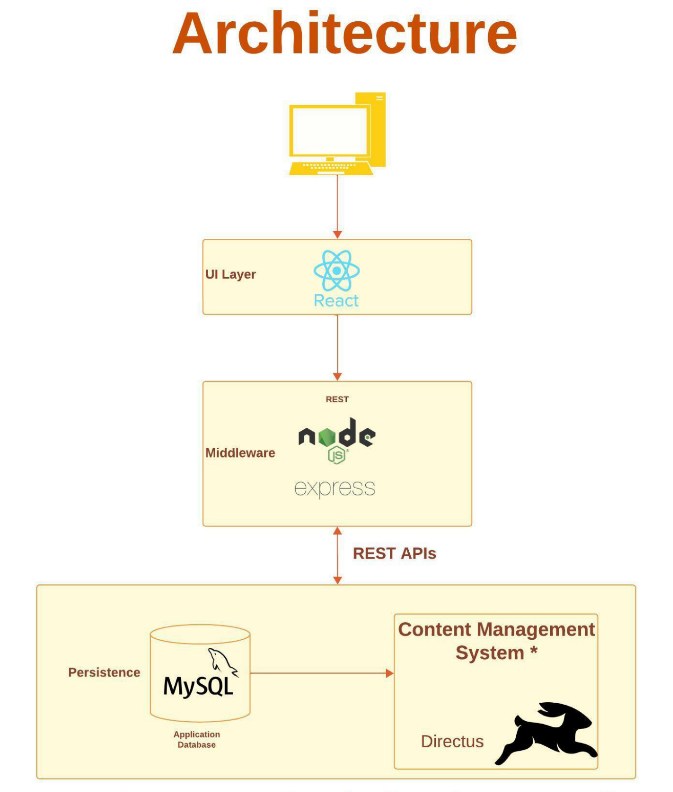 Architecture
UI Layer
React
REST
node
JS
Middleware
express
REST APIs
Content Management
System *
Persistence
MySQL
Application
Database
Directus